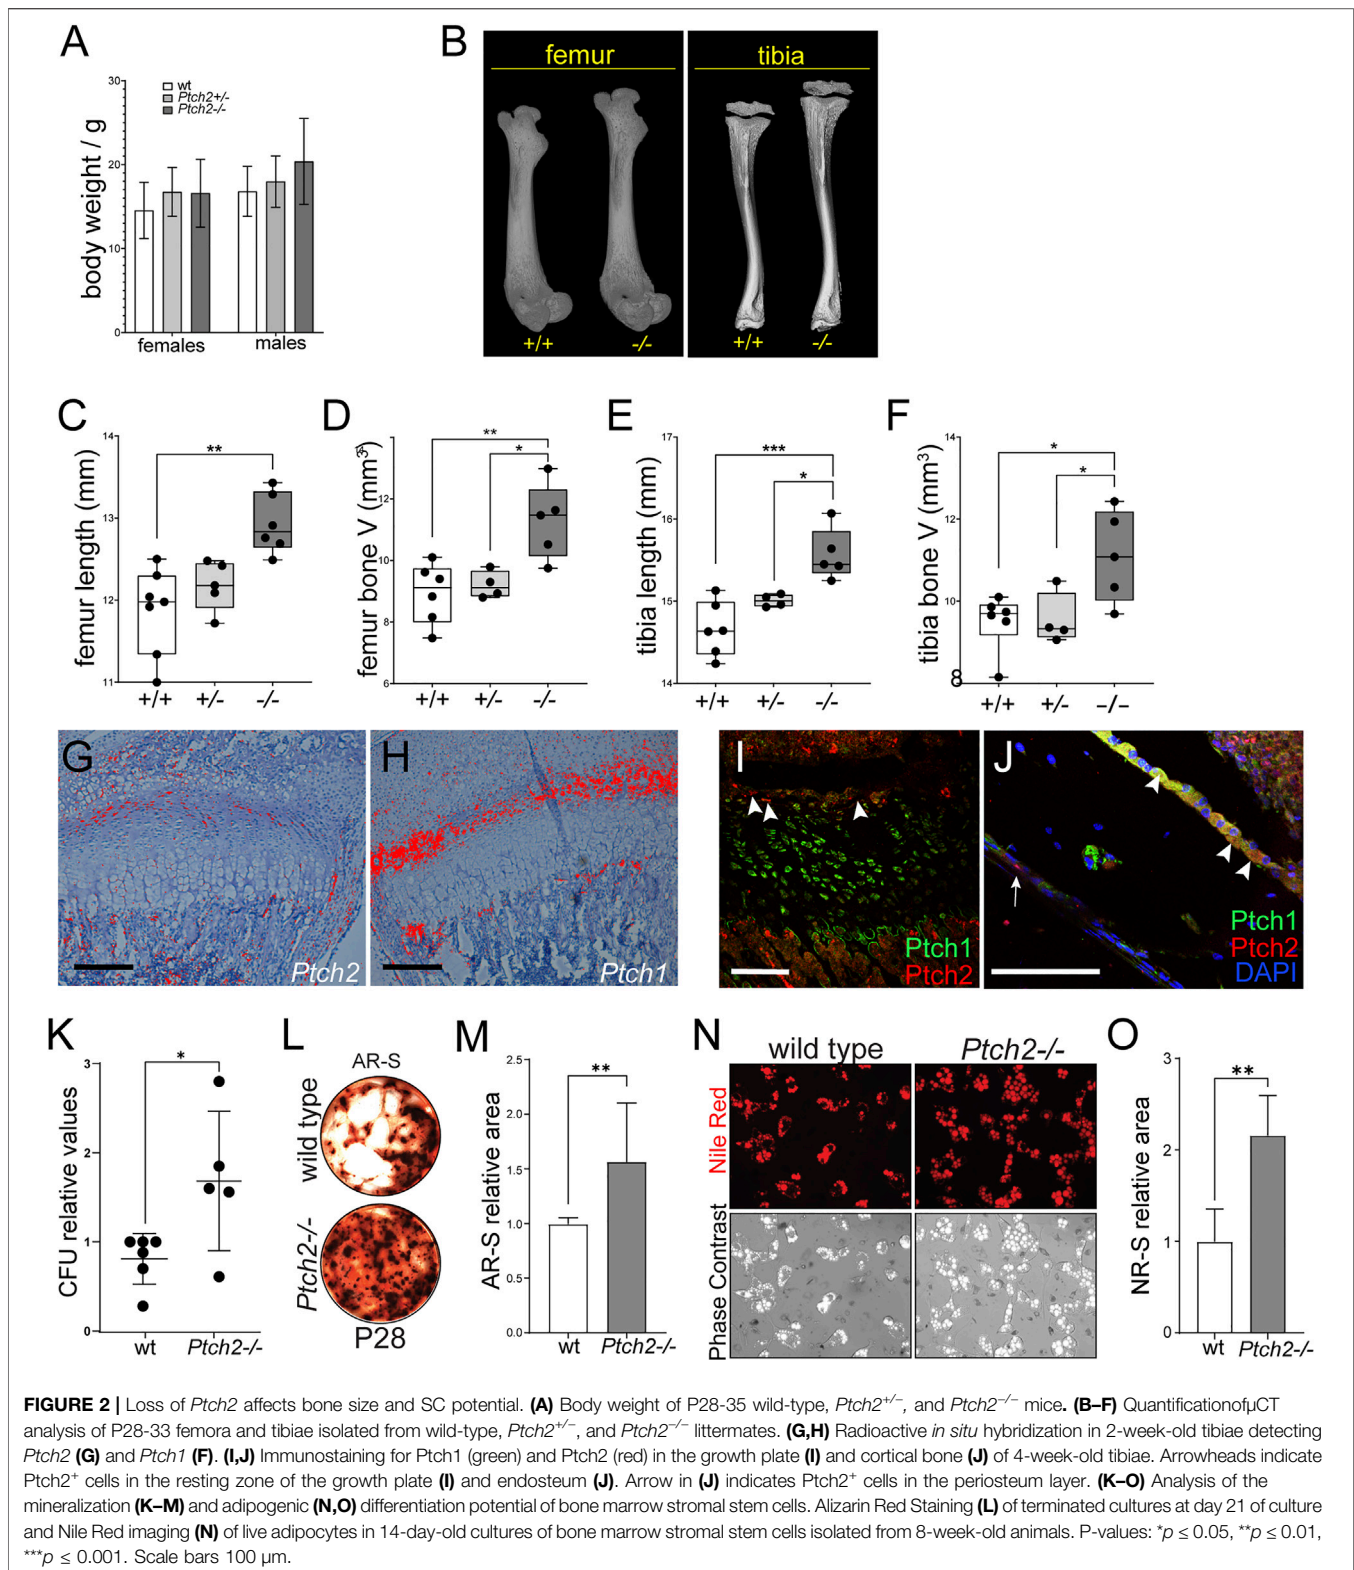 A
30
20
10
0
body weight / g
wt
Ptch2+/-
Ptch2-/-
females
males
B
femur
tibia
+/+
-/-
+/+
-/-
C
14
13
12
11
femur length (mm)
**
+/+
+/-
-/-
D
14
12
10
8
6
femur bone V (mm3)
**
*
+/+
+/-
-/-
E
17
16
15
14
tibia length (mm)
***
*
+/+
+/-
-/-
F
14
12
10
8
tibia bone V (mm3)
*
*
+/+
+/-
-/-
G
Ptch2
H
Ptch1
I
Ptch1
Ptch2
J
Ptch1
Ptch2
DAPI
K
3
2
1
0
CFU relative values
*
wt
Ptch2-/-
L
AR-S
wild type
Ptch2-/-
P28
M
2.5
2.0
1.5
1.0
0.5
0.0
AR-S relative area
**
wt
Ptch2-/-
N
wild type
Ptch2-/-
Nile Red
Phase Contrast
O
3
2
1
0
NR-S relative area
**
wt
Ptch2-/-
FIGURE 2 | Loss of Ptch2 affects bone size and SC potential. (A) Body weight of P28-35 wild-type, Ptch2+/−, and Ptch2−/− mice. (B–F) QuantificationofμCT
analysis of P28-33 femora and tibiae isolated from wild-type, Ptch2+/−, and Ptch2−/− littermates. (G,H) Radioactive in situ hybridization in 2-week-old tibiae detecting
Ptch2 (G) and Ptch1 (F). (I,J) Immunostaining for Ptch1 (green) and Ptch2 (red) in the growth plate (I) and cortical bone (J) of 4-week-old tibiae. Arrowheads indicate
Ptch2+ cells in the resting zone of the growth plate (I) and endosteum (J). Arrow in (J) indicates Ptch2+ cells in the periosteum layer. (K–O) Analysis of the
mineralization (K–M) and adipogenic (N,O) differentiation potential of bone marrow stromal stem cells. Alizarin Red Staining (L) of terminated cultures at day 21 of culture
and Nile Red imaging (N) of live adipocytes in 14-day-old cultures of bone marrow stromal stem cells isolated from 8-week-old animals. P-values: *p ≤ 0.05, **p ≤ 0.01,
***p ≤ 0.001. Scale bars 100 μm.